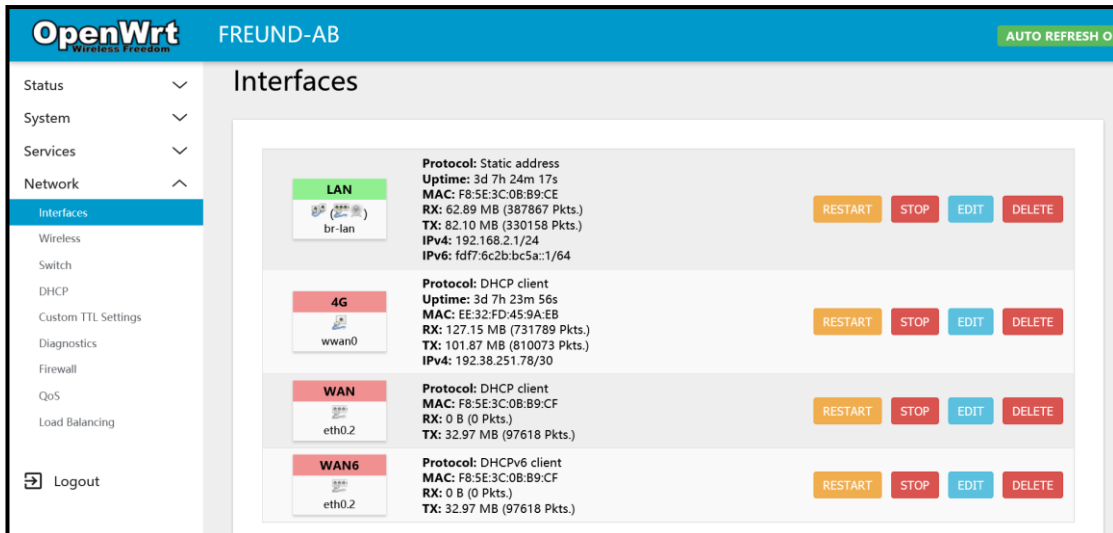 OpenWrt
Wireless Freedom
FREUND-AB
AUTO REFRESH O
Status
System
Services
Network
Interfaces
Wireless
Switch
DHCP
Custom TTL Settings
Diagnostics
Firewall
QoS
Load Balancing
Logout
Interfaces
LAN
br-lan
Protocol: Static address
Uptime: 3d 7h 24m 17s
MAC: F8:5E:3C:0B:B9:CE
RX: 62.89 MB (387867 Pkts.)
TX: 82.10 MB (330158 Pkts.)
IPv4: 192.168.2.1/24
IPv6: fdf7:6c2b:bc5a::1/64
RESTART STOP EDIT DELETE
4G
wwan0
Protocol: DHCP client
Uptime: 3d 7h 23m 56s
MAC: EE:32:FD:45:9A:EB
RX: 127.15 MB (731789 Pkts.)
TX: 101.87 MB (810073 Pkts.)
IPv4: 192.38.251.78/30
RESTART STOP EDIT DELETE
WAN
eth0.2
Protocol: DHCP client
MAC: F8:5E:3C:0B:B9:CF
RX: 0 B (0 Pkts.)
TX: 32.97 MB (97618 Pkts.)
RESTART STOP EDIT DELETE
WAN6
eth0.2
Protocol: DHCPv6 client
MAC: F8:5E:3C:0B:B9:CF
RX: 0 B (0 Pkts.)
TX: 32.97 MB (97618 Pkts.)
RESTART STOP EDIT DELETE